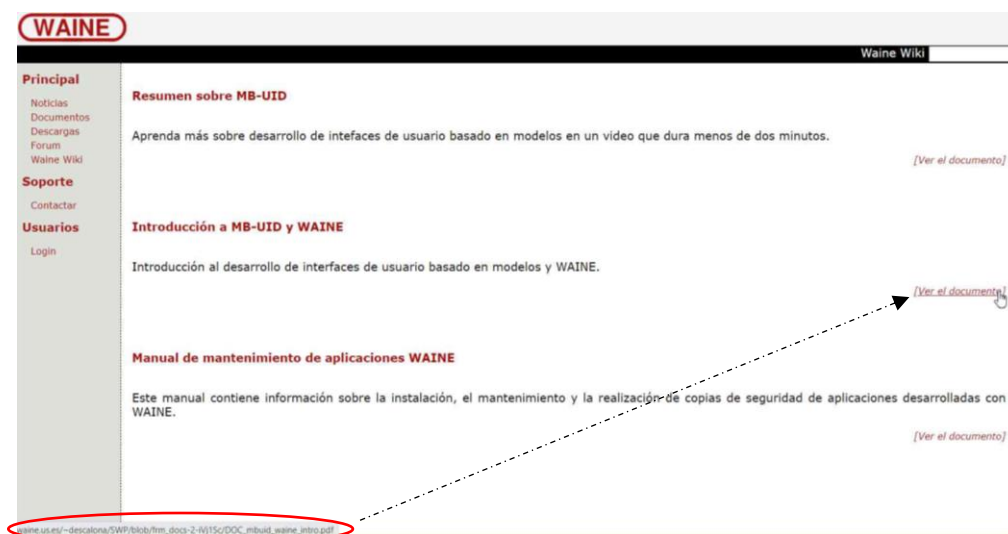 WAINE
Waine Wiki
Principal
Noticias
Documentos
Descargas
Forum
Waine Wiki
Soporte
Contactar
Usuarios
Login
Resumen sobre MB-UID
Aprenda más sobre desarrollo de intefaces de usuario basado en modelos en un video que dura menos de dos minutos.
[Ver el documento]
Introducción a MB-UID y WAINE
Introducción al desarrollo de interfaces de usuario basado en modelos y WAINE.
[Ver el documento]
Manual de mantenimiento de aplicaciones WAINE
Este manual contiene información sobre la instalación, el mantenimiento y la realización de copias de seguridad de aplicaciones desarrolladas con
WAINE.
[Ver el documento]